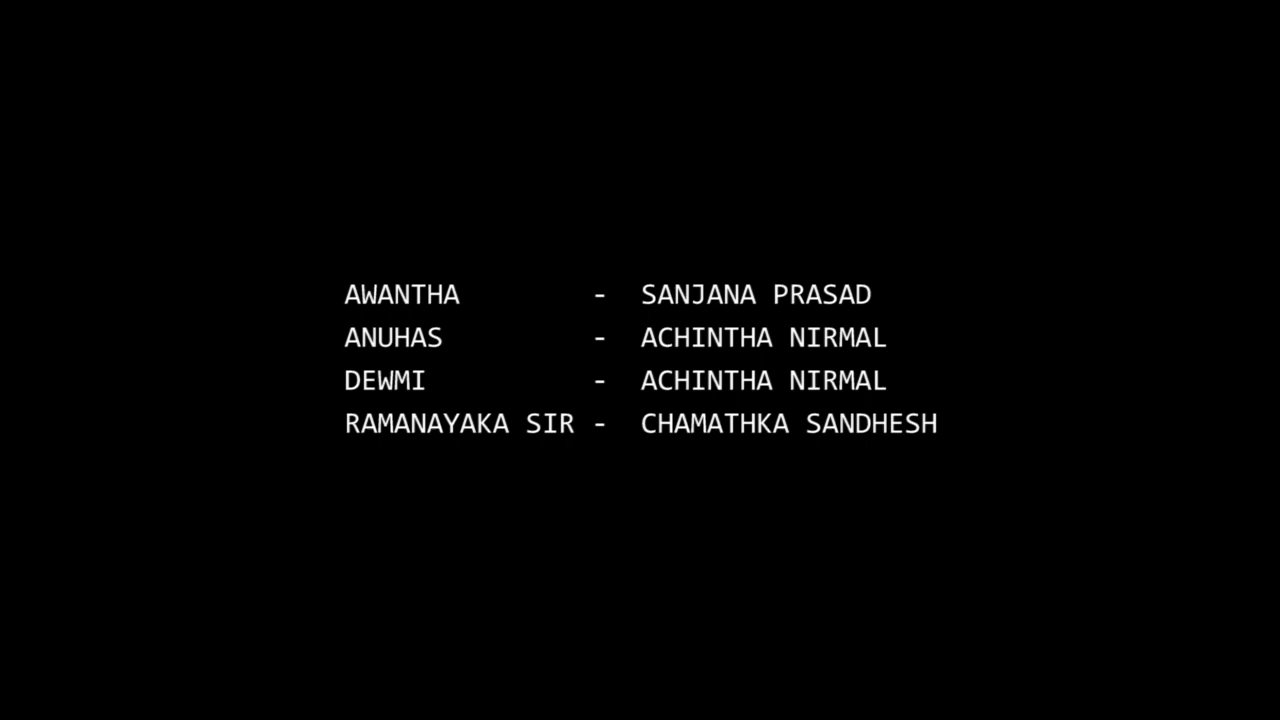 AWANTHA - SANJANA PRASAD
ANUHAS - ACHINTHA NIRMAL
DEWMI - ACHINTHA NIRMAL
RAMANAYAKA SIR - CHAMATHKA SANDHESH